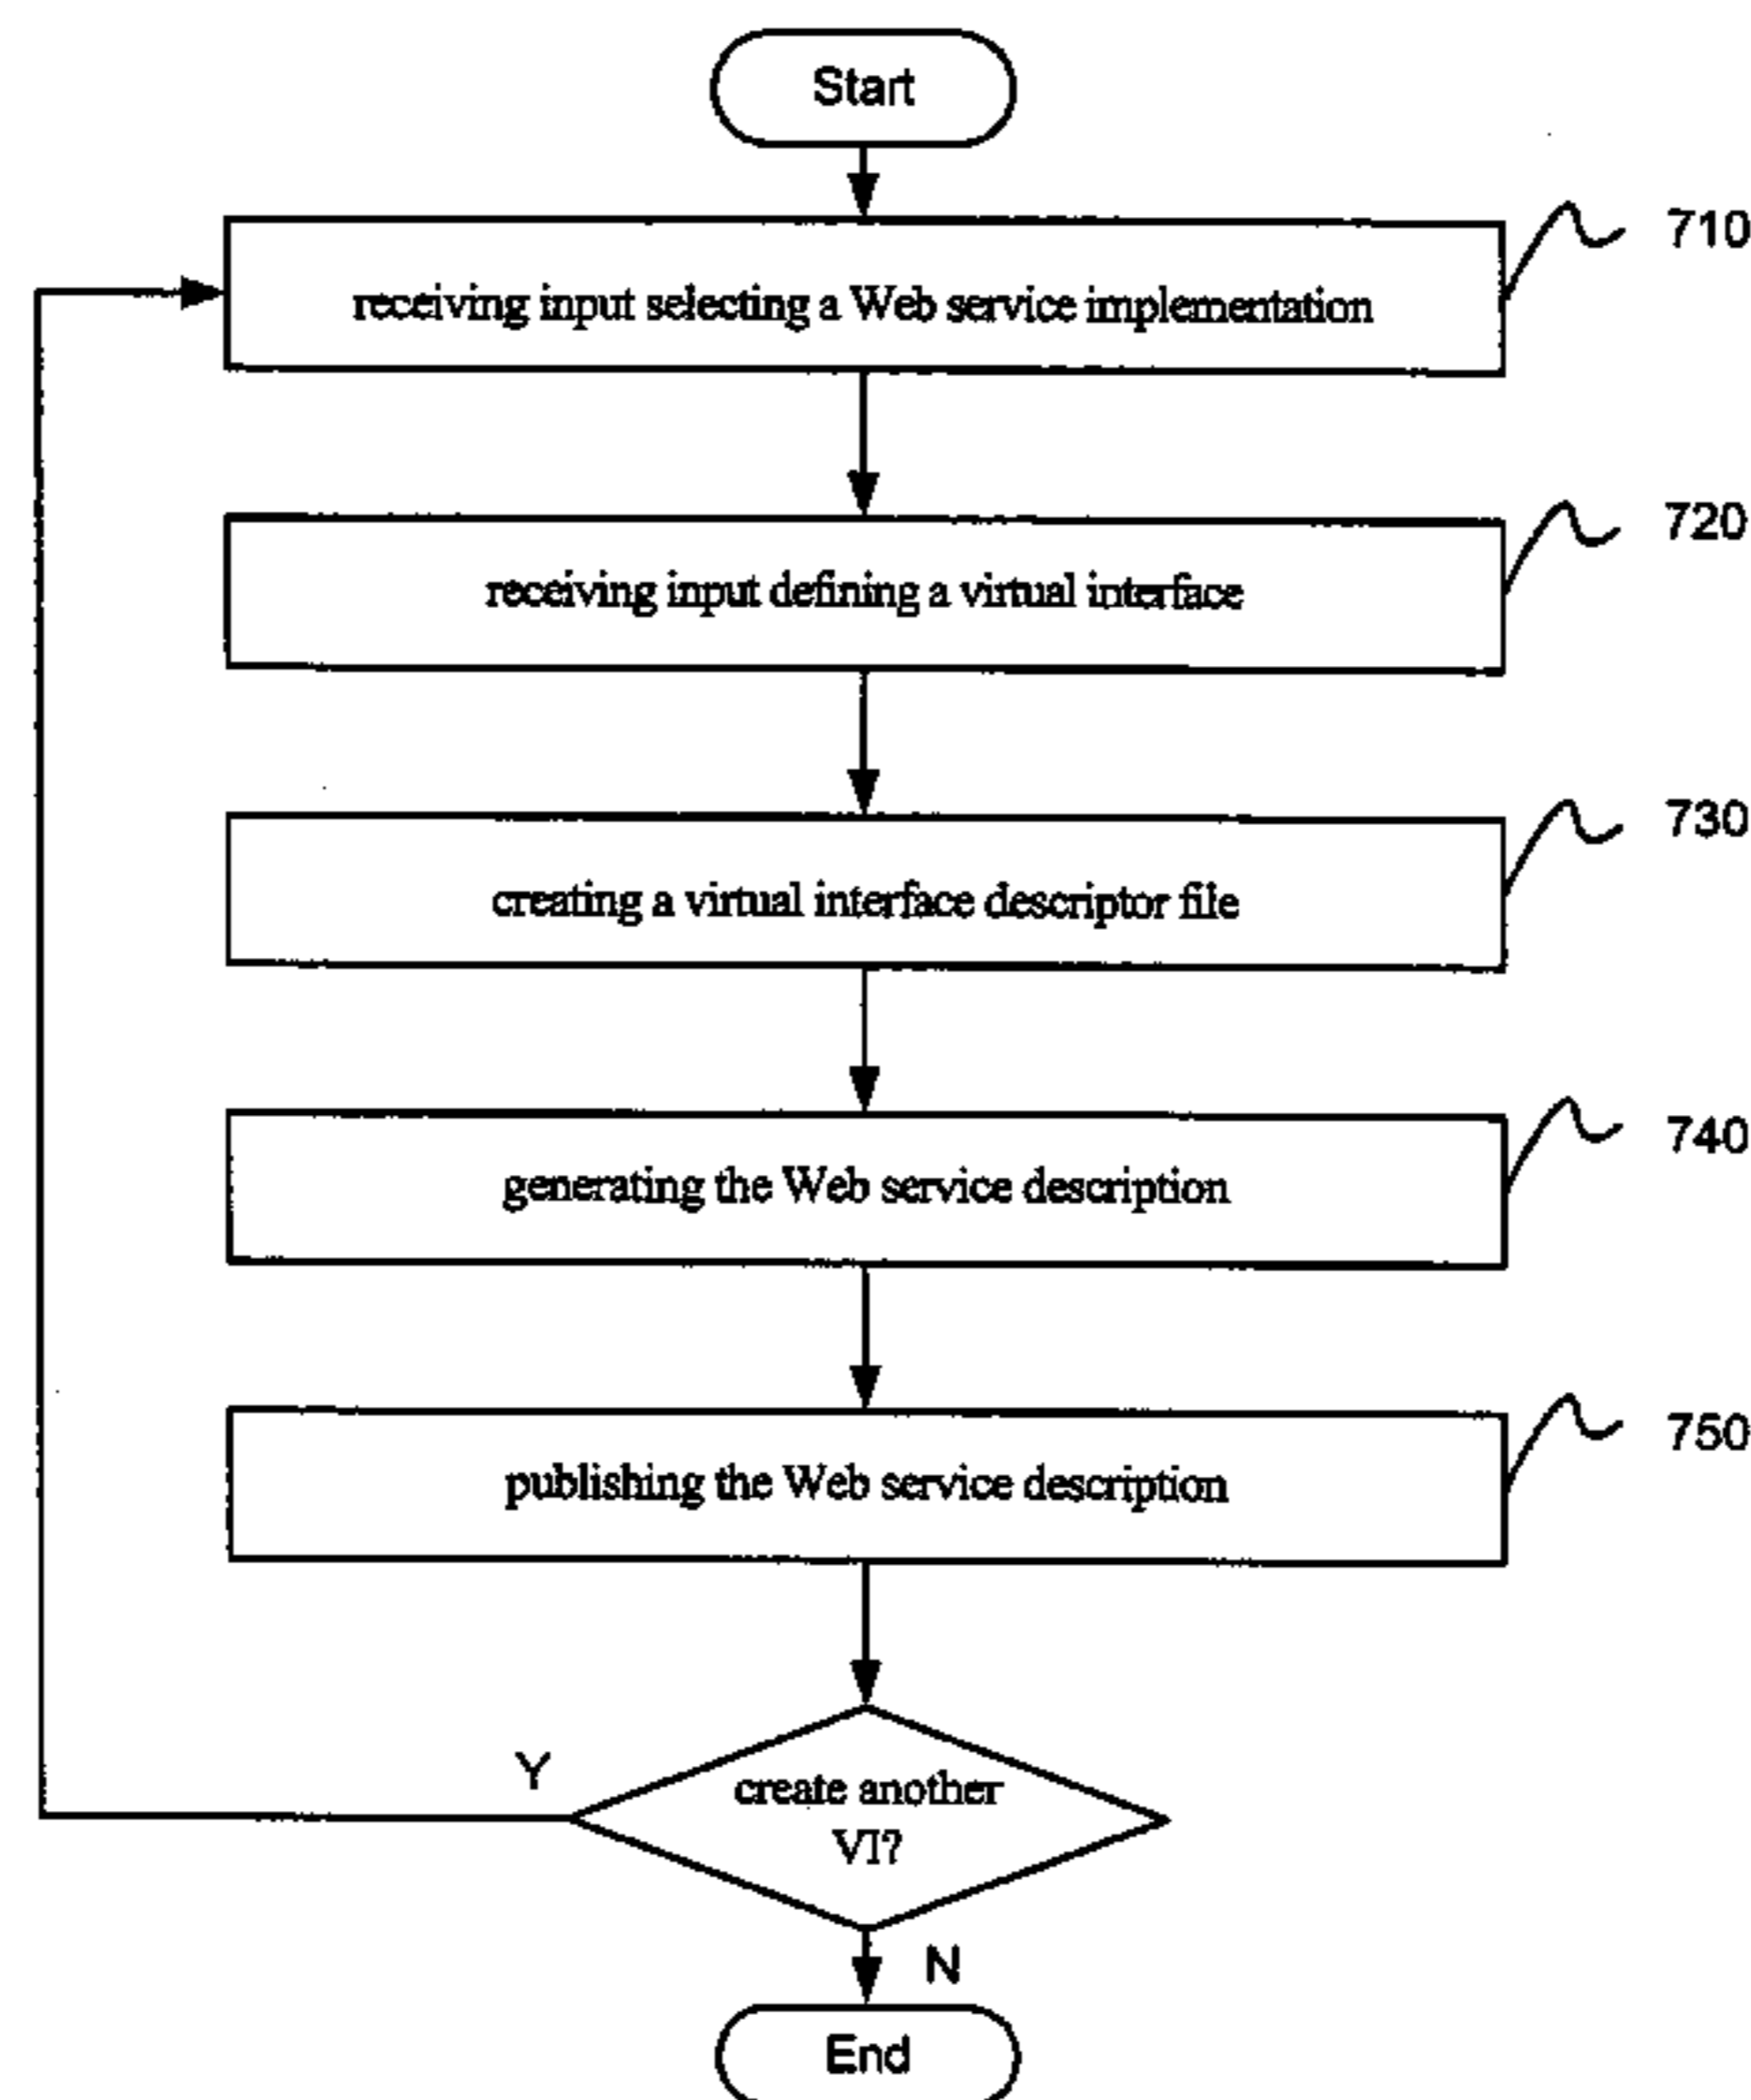 Start
710
receiving input selecting a Web service implementation
720
receiving input defining a virtual interface
730
creating a virtual interface descriptor file
740
generating the Web service description
750
publishing the Web service description
Y
create another
VI?
N
End